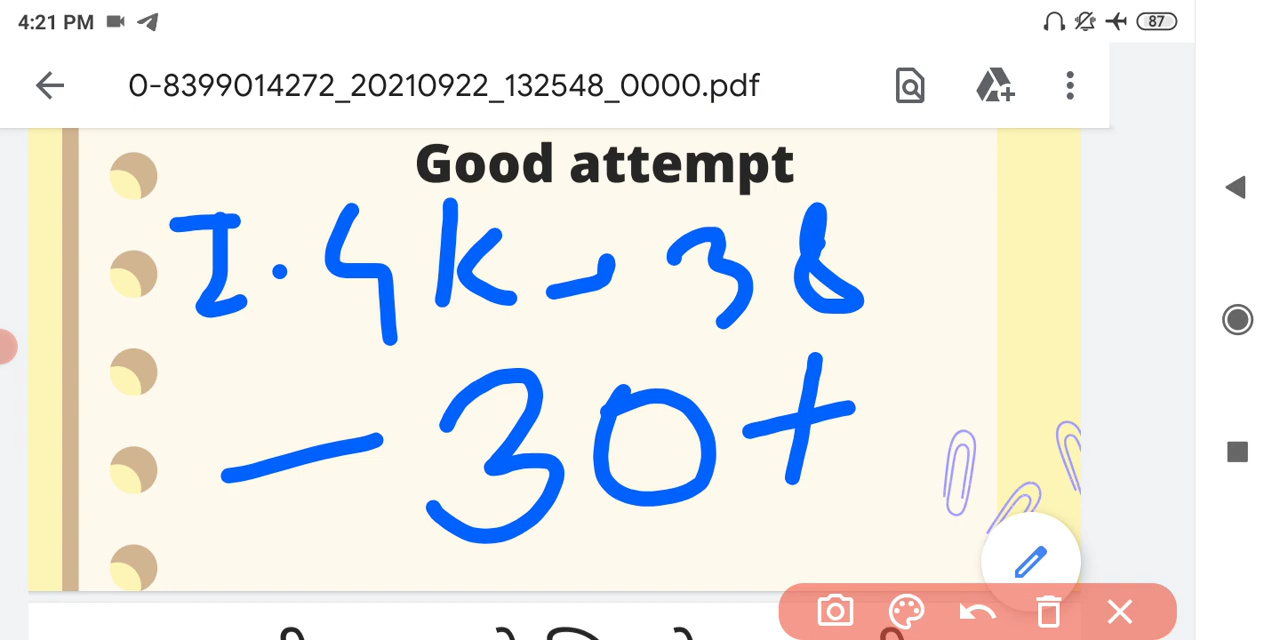 4:21 PM 87
0-8399014272_20210922_132548_0000.pdf
Good attempt
I.4K - 38
- 30+